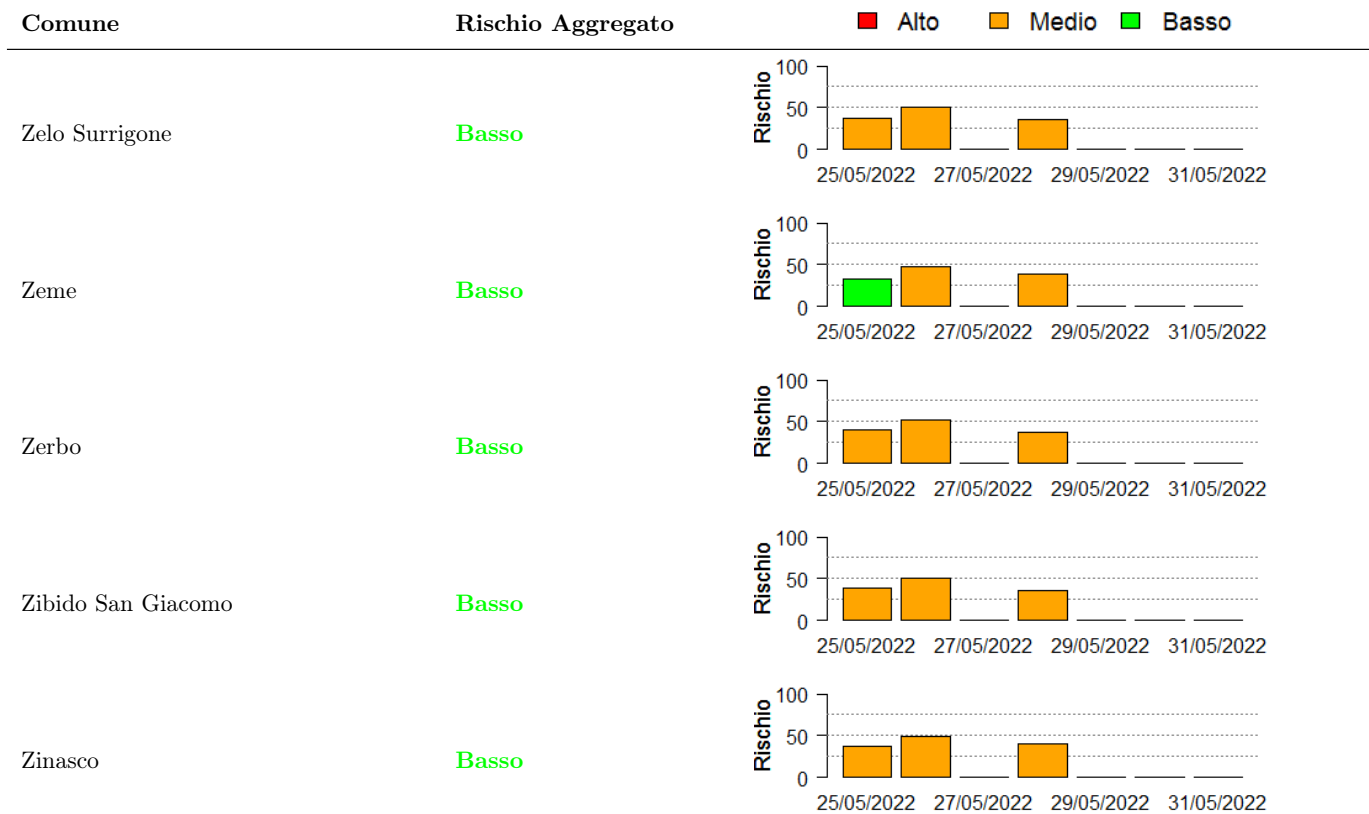 Comune Rischio Aggregato Alto Medio Basso
100
50
0
Rischio
Zelo Surrigone Basso
25/05/2022 27/05/2022 29/05/2022 31/05/2022
100
50
0
Rischio
Zeme Basso
25/05/2022 27/05/2022 29/05/2022 31/05/2022
100
50
0
Rischio
Zerbo Basso
25/05/2022 27/05/2022 29/05/2022 31/05/2022
100
50
0
Rischio
Zibido San Giacomo Basso
25/05/2022 27/05/2022 29/05/2022 31/05/2022
100
50
0
Rischio
Zinasco Basso
25/05/2022 27/05/2022 29/05/2022 31/05/2022